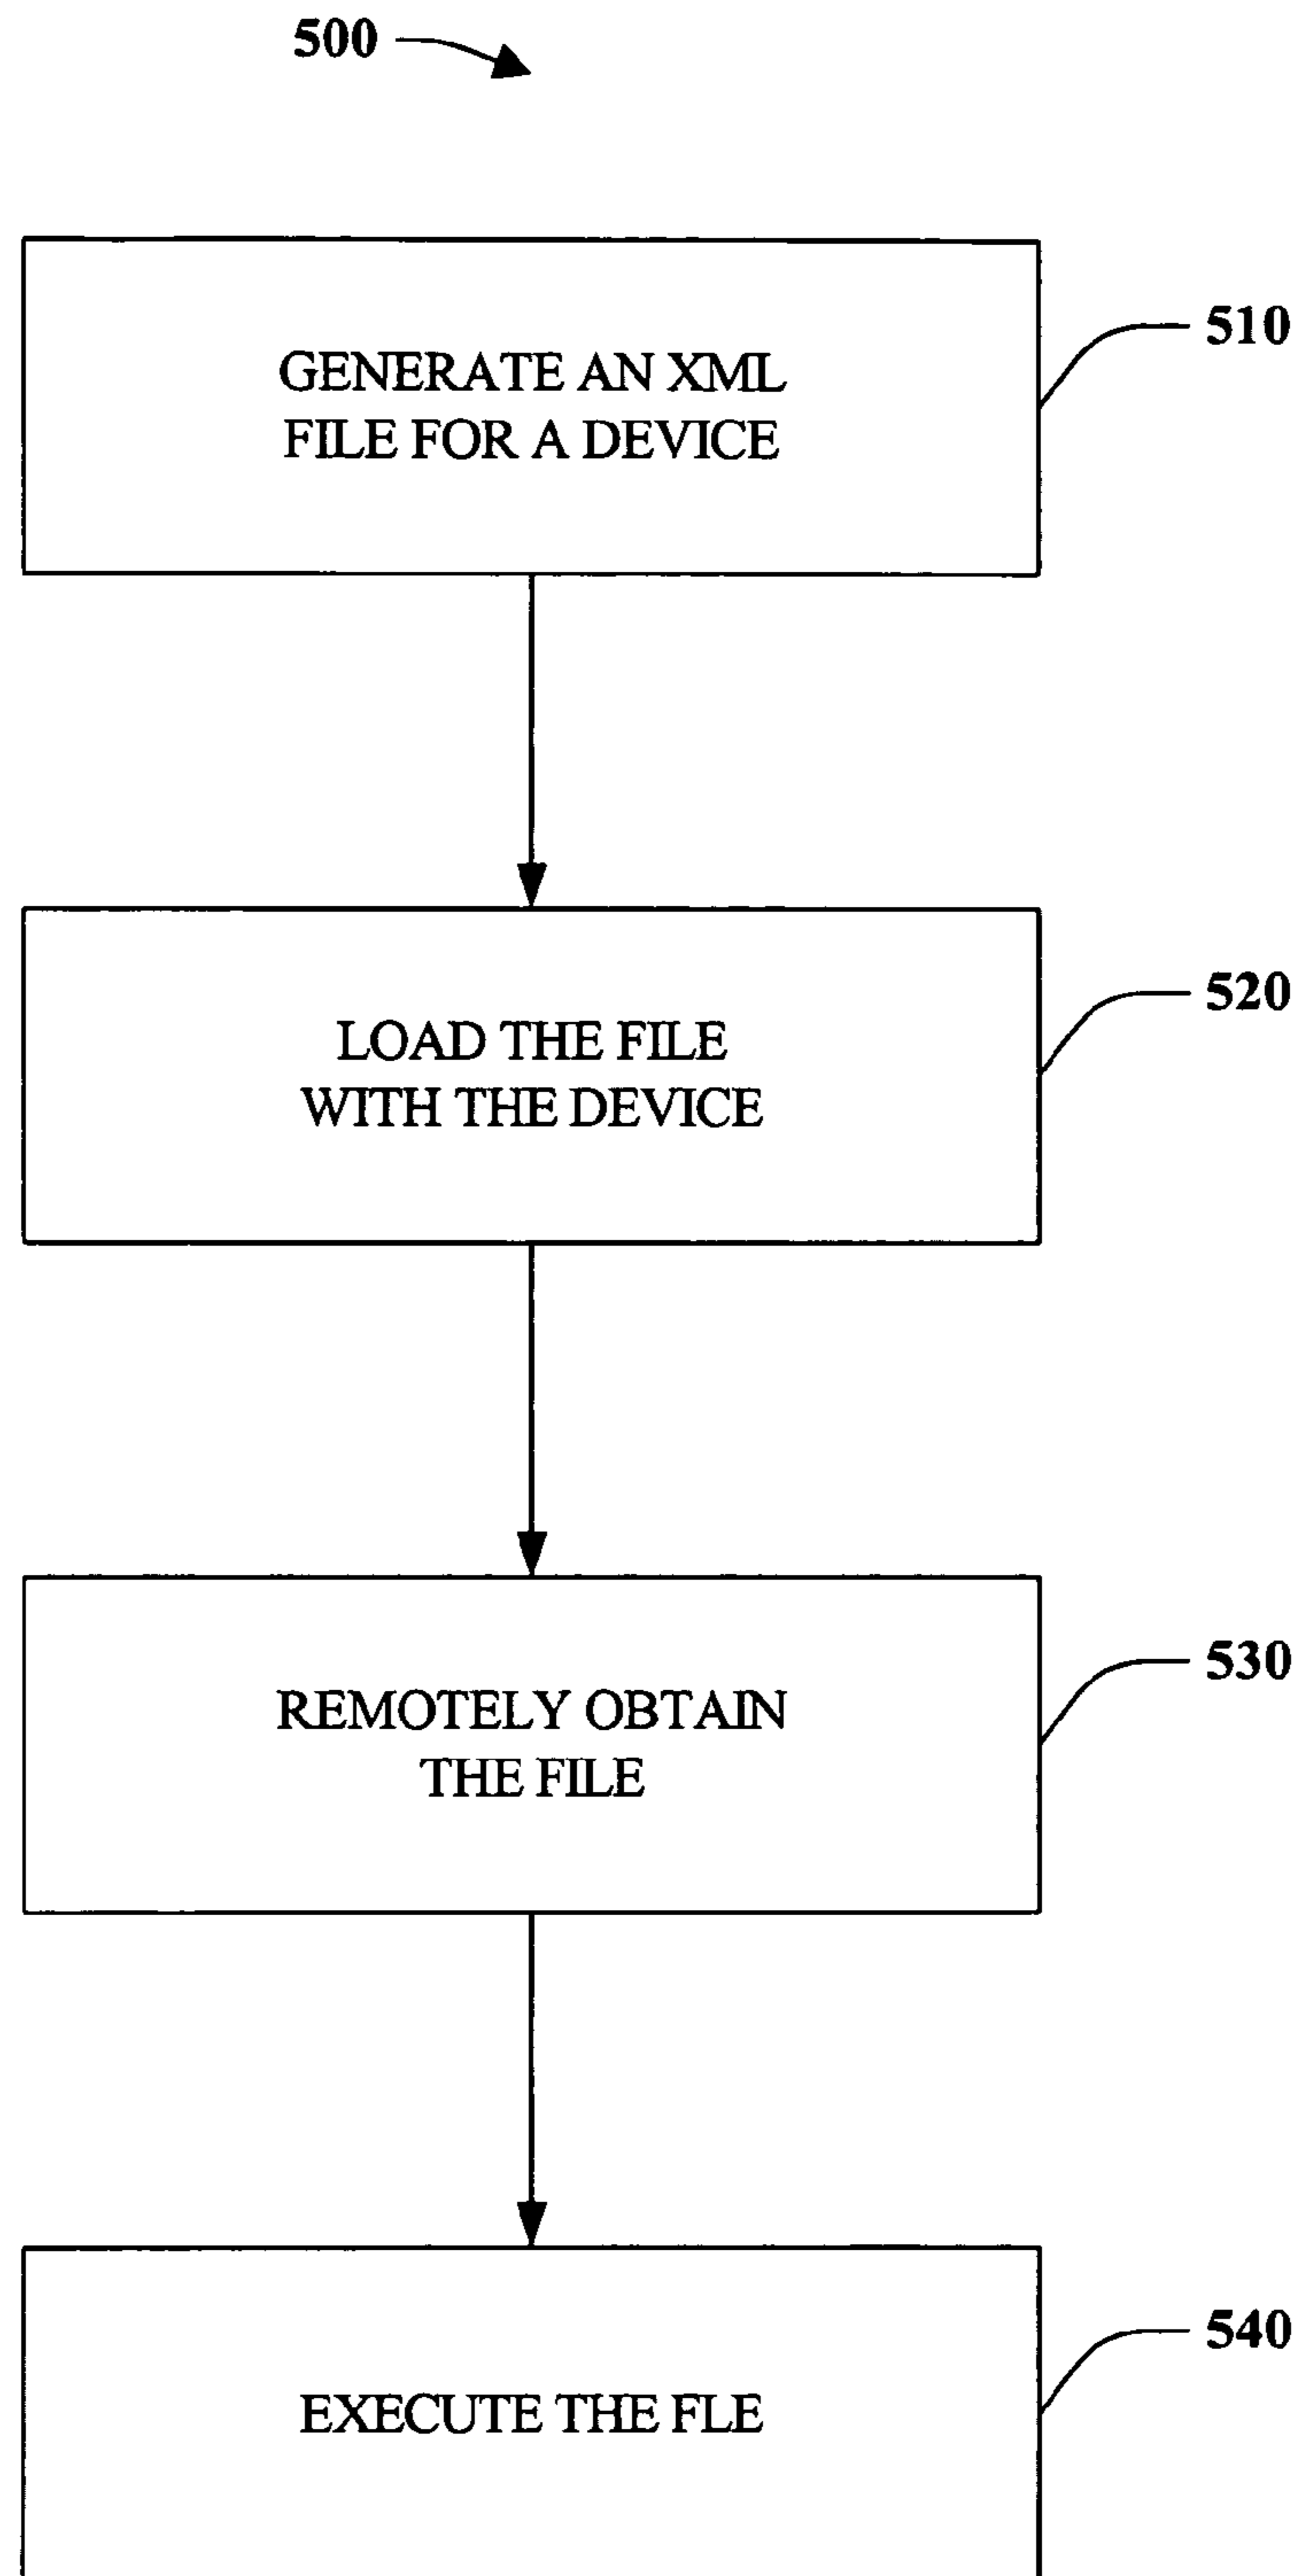 500
GENERATE AN XML
FILE FOR A DEVICE
510
LOAD THE FILE
WITH THE DEVICE
520
REMOTELY OBTAIN
THE FILE
530
EXECUTE THE FLE
540